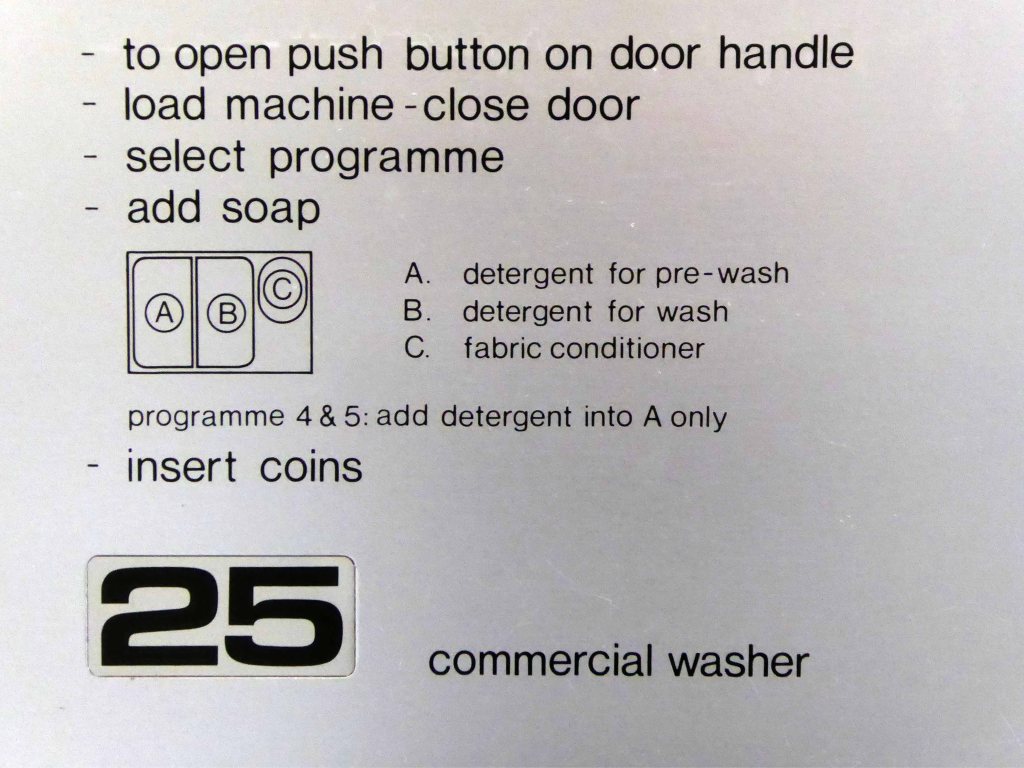 - to open push button on door handle
- load machine - close door
- select programme
- add soap
A B C
A. detergent for pre-wash
B. detergent for wash
C. fabric conditioner
programme 4 & 5: add detergent into A only
- insert coins
25
commercial washer